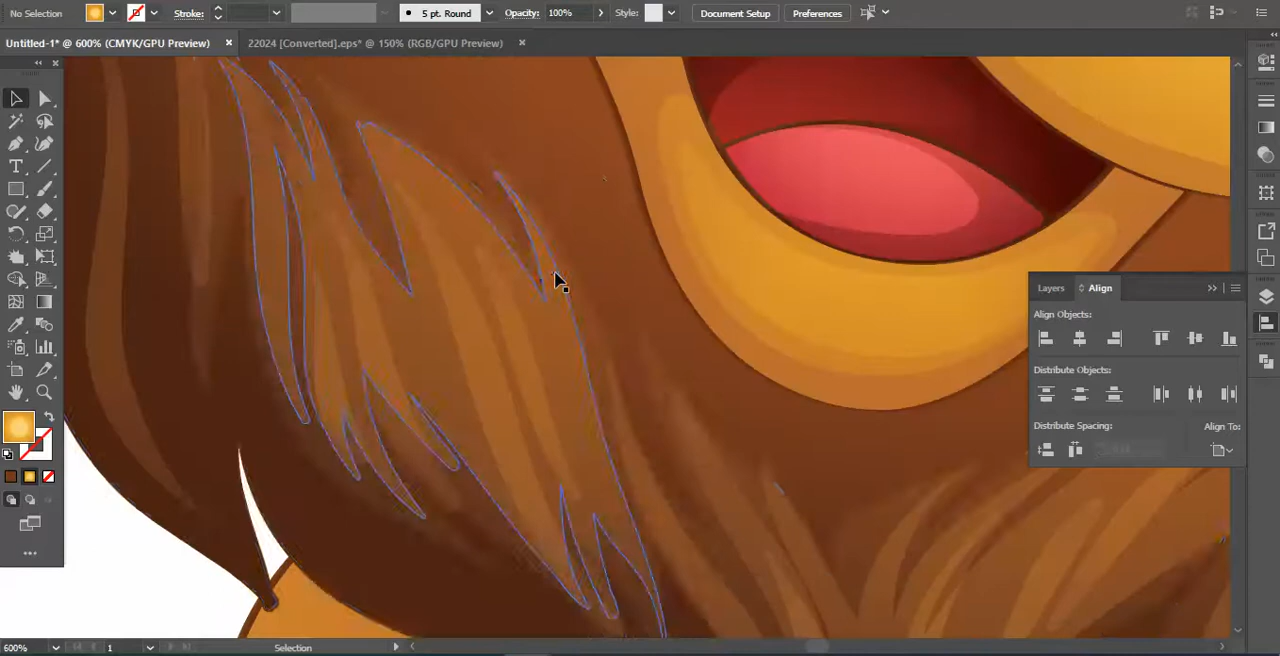 No Selection Stroke: 5 pt. Round Opacity: 100% Style: Document Setup Preferences
Untitled-1* @ 600% (CMYK/GPU Preview) × 22024 [Converted].eps* @ 150% (RGB/GPU Preview) ×
Layers Align
Align Objects:
Distribute Objects:
Distribute Spacing: Align To:
600% 1 Selection